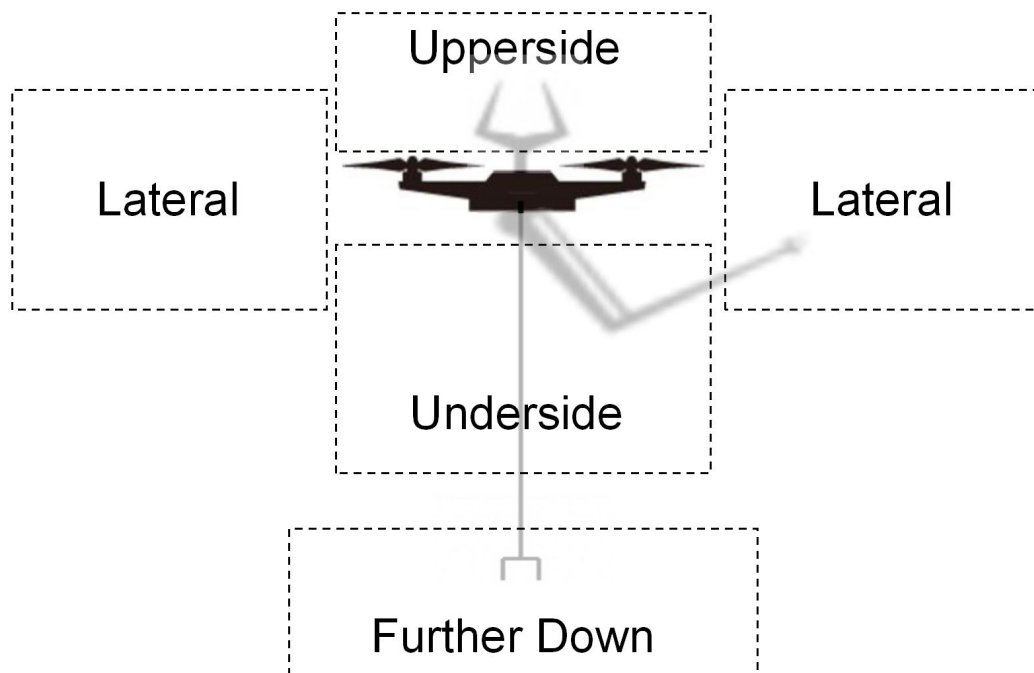 Upperside
Lateral
Lateral
Underside
Further Down